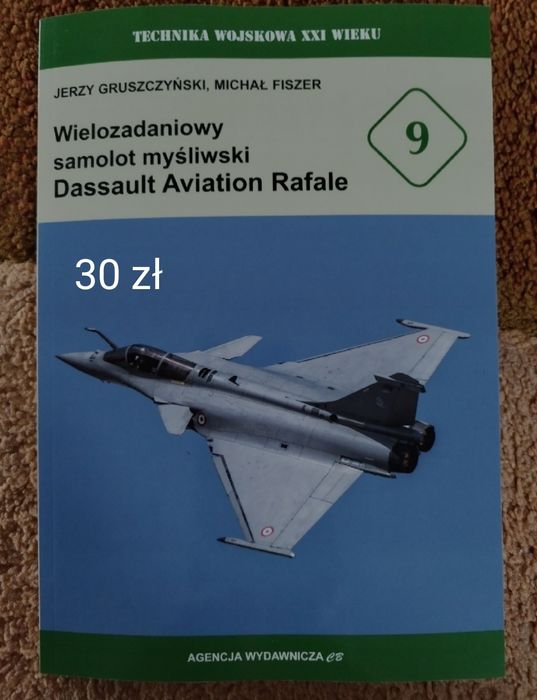 TECHNIKA WOJSKOWA XXI WIEKU
JERZY GRUSZCZYŃSKI, MICHAŁ FISZER
9
Wielozadaniowy
samolot myśliwski
Dassault Aviation Rafale
30 zł
AGENCJA WYDAWNICZA CB